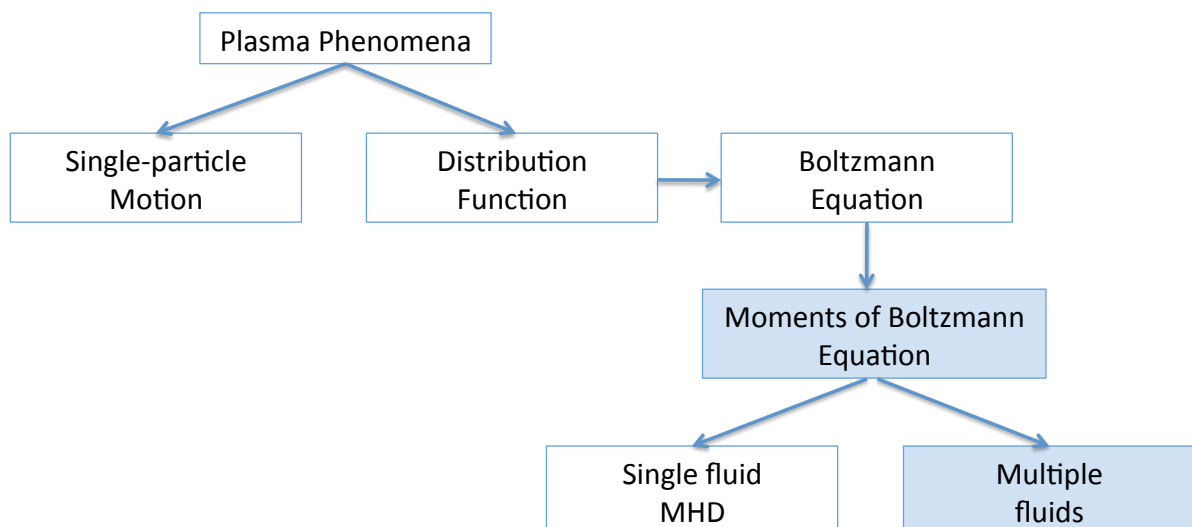 Plasma Phenomena
Single-particle
Motion
Distribution
Function
Boltzmann
Equation
Moments of Boltzmann
Equation
Single fluid
MHD
Multiple
fluids